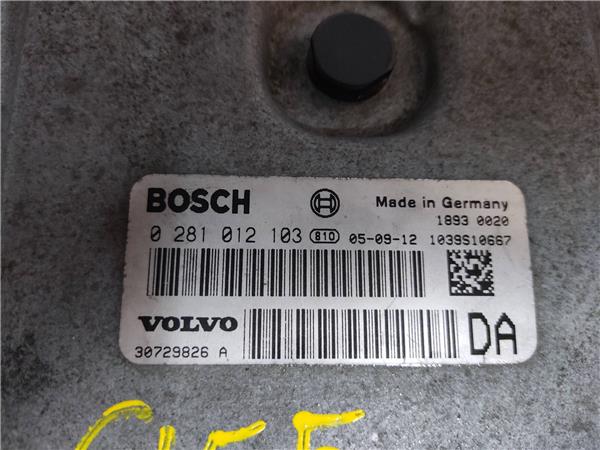 BOSCH Made in Germany
1893 0020
0 281 012 103 810 05-09-12 1039S10667
VOLVO DA
30729826 A